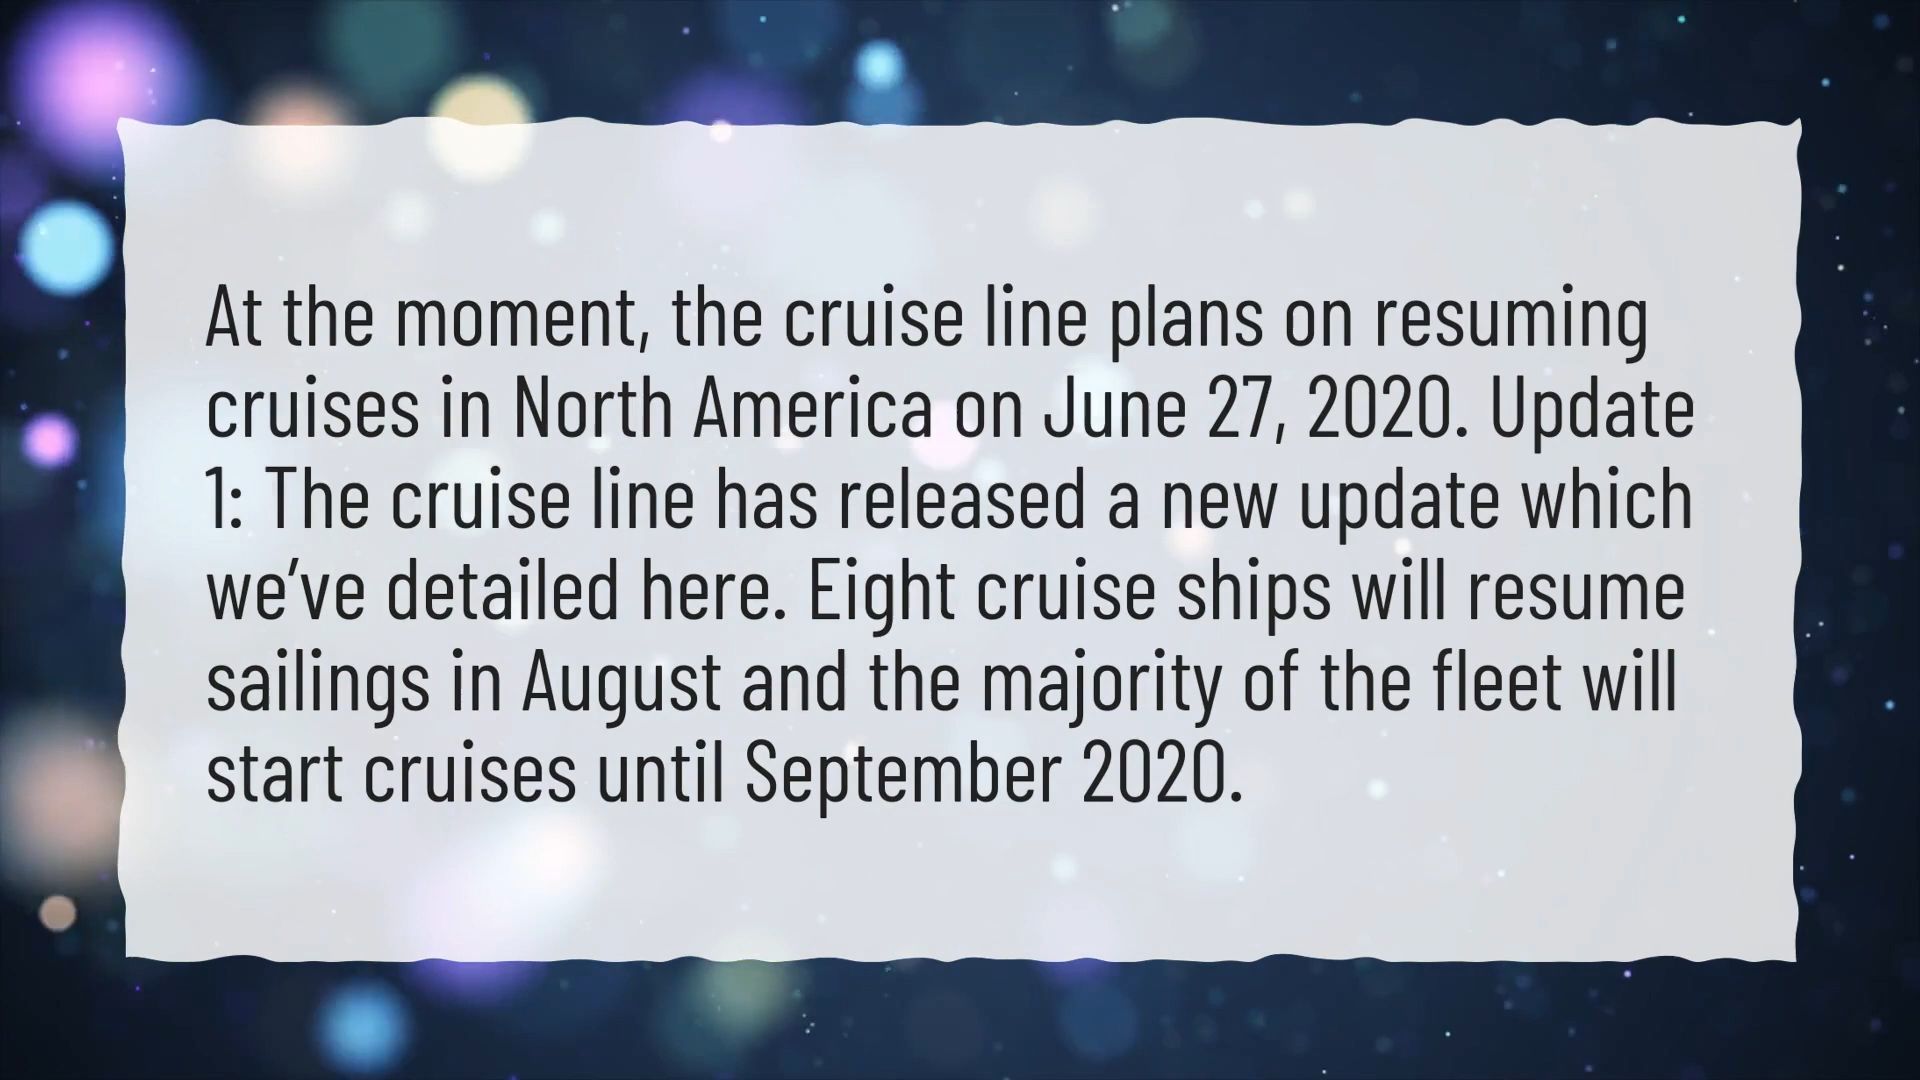 At the moment, the cruise line plans on resuming
cruises in North America on June 27, 2020. Update
1: The cruise line has released a new update which
we’ve detailed here. Eight cruise ships will resume
sailings in August and the majority of the fleet will
start cruises until September 2020.